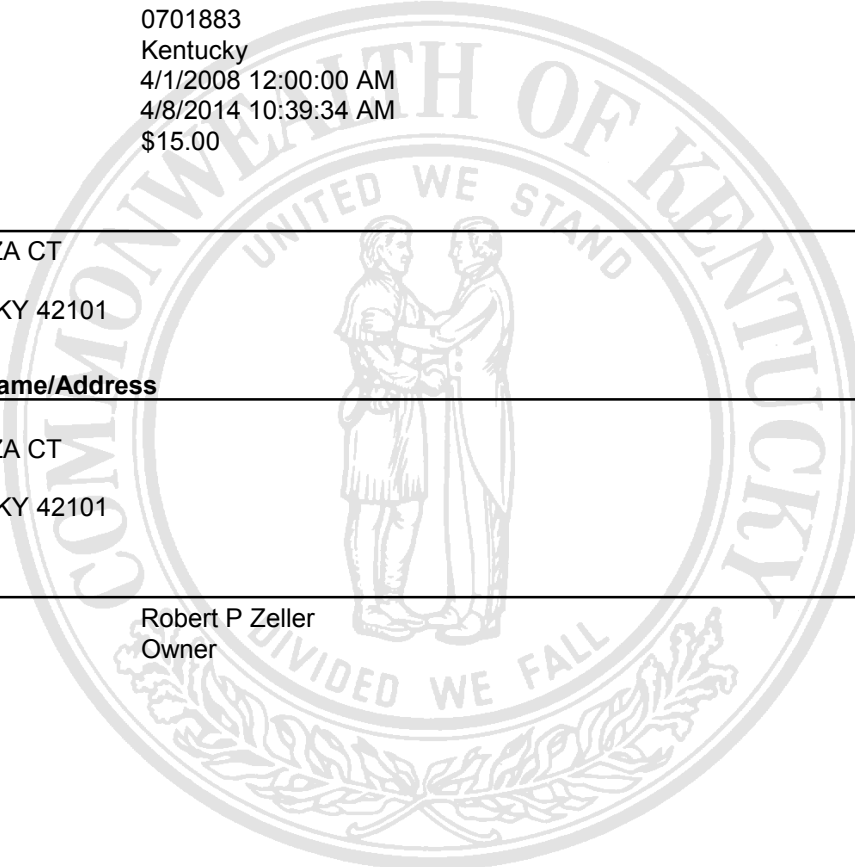 0701883
Kentucky
4/1/2008 12:00:00 AM
4/8/2014 10:39:34 AM
$15.00
COMMONWEALTH OF KENTUCKY
UNITED WE STAND
ZA CT
KY 42101
ame/Address
ZA CT
KY 42101
Robert P Zeller
Owner
DIVIDED WE FALL